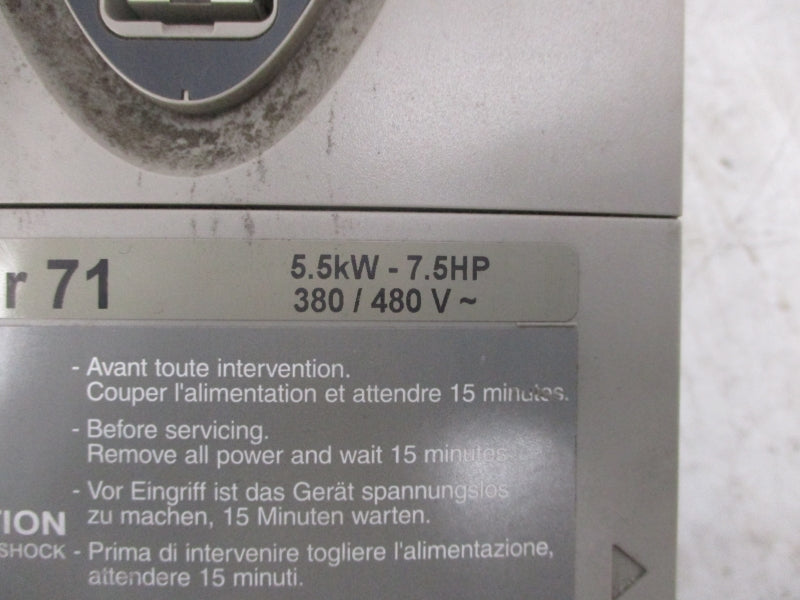 r 71
5.5kW - 7.5HP
380 / 480 V ~
- Avant toute intervention.
Couper l'alimentation et attendre 15 minutes.
- Before servicing.
Remove all power and wait 15 minutes
- Vor Eingriff ist das Gerät spannungslos
zu machen, 15 Minuten warten.
TION
SHOCK
- Prima di intervenire togliere l'alimentazione,
attendere 15 minuti.